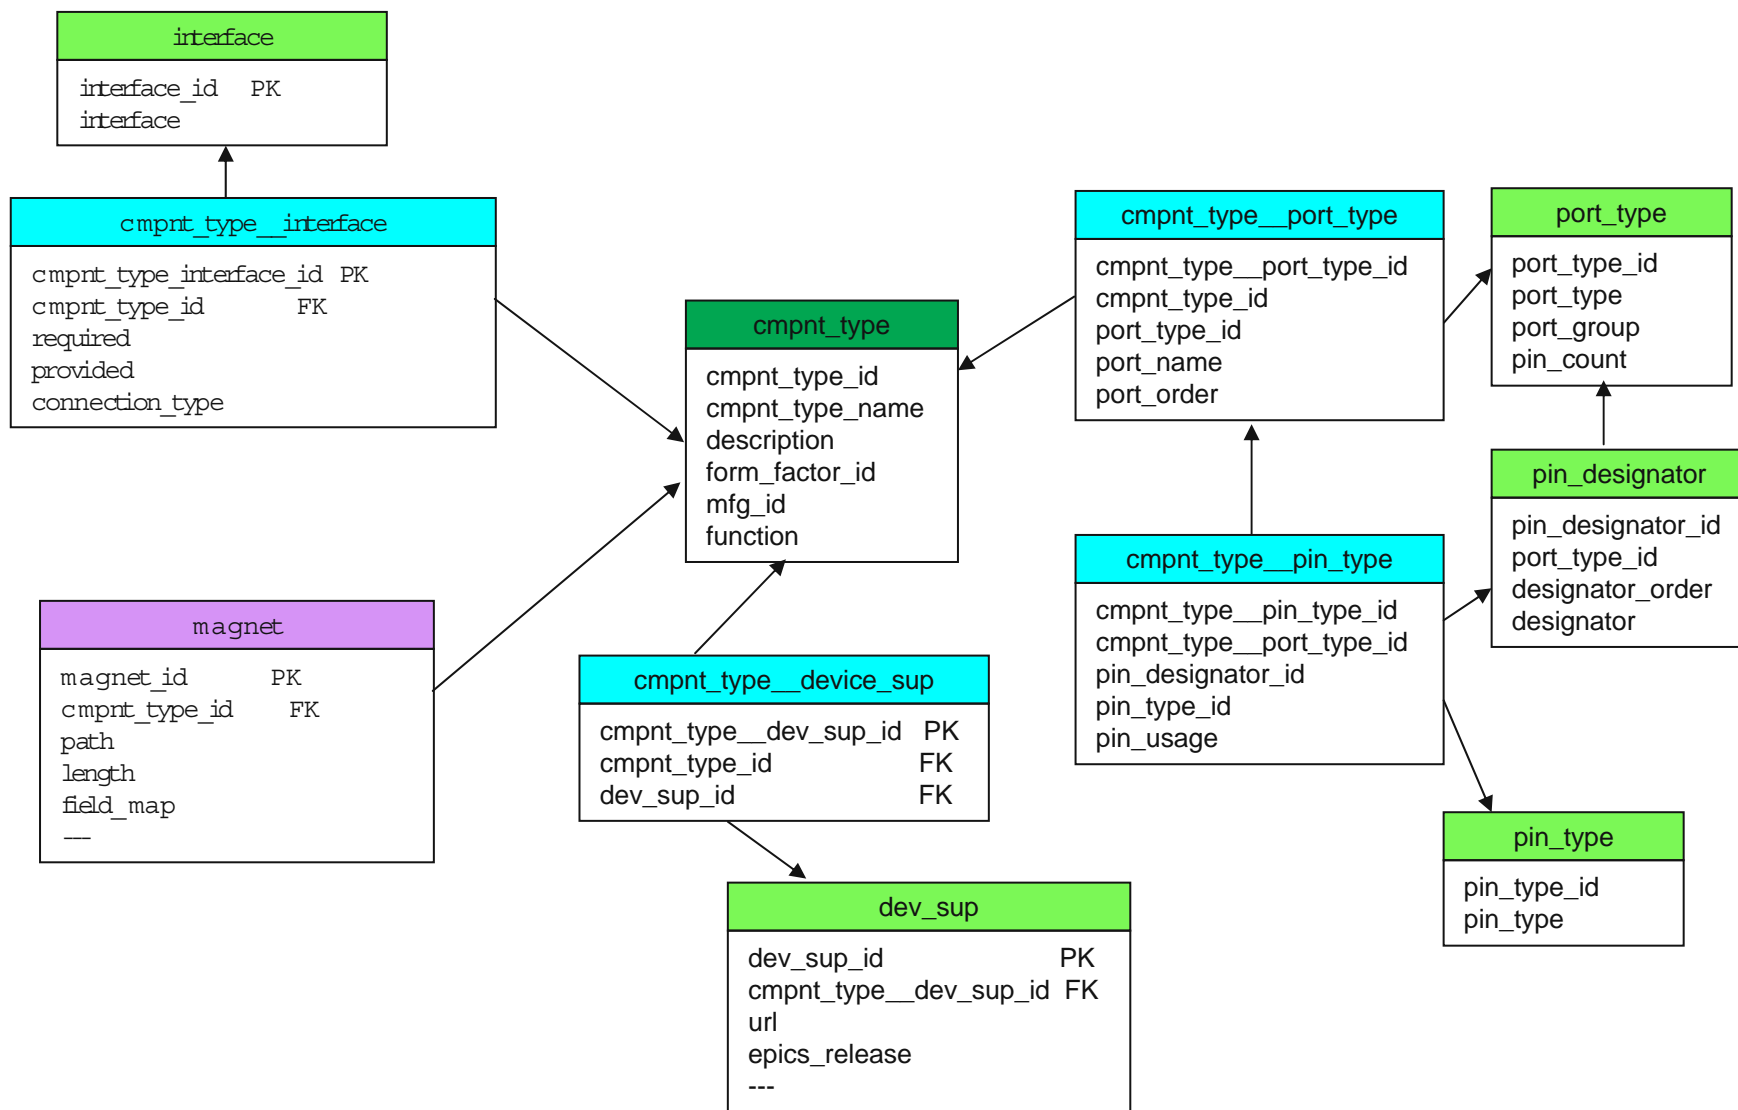 interface
interface_id PK
interface
cmpnt_type__interface
cmpnt_type_interface_id PK
cmpnt_type_id FK
required
provided
connection_type
magnet
magnet_id PK
cmpnt_type_id FK
path
length
field_map
---
cmpnt_type
cmpnt_type_id
cmpnt_type_name
description
form_factor_id
mfg_id
function
cmpnt_type__device_sup
cmpnt_type__dev_sup_id PK
cmpnt_type_id FK
dev_sup_id FK
dev_sup
dev_sup_id PK
cmpnt_type__dev_sup_id FK
url
epics_release
---
cmpnt_type__port_type
cmpnt_type__port_type_id
cmpnt_type_id
port_type_id
port_name
port_order
cmpnt_type__pin_type
cmpnt_type__pin_type_id
cmpnt_type__port_type_id
pin_designator_id
pin_type_id
pin_usage
port_type
port_type_id
port_type
port_group
pin_count
pin_designator
pin_designator_id
port_type_id
designator_order
designator
pin_type
pin_type_id
pin_type